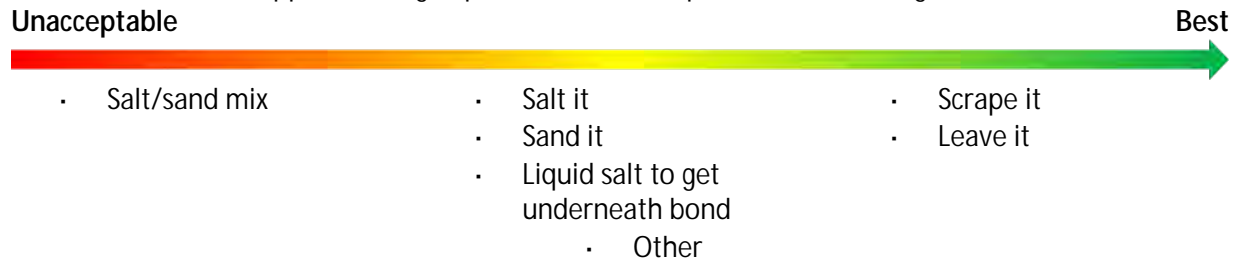 Unacceptable Best
· Salt/sand mix
· Salt it
· Sand it
· Liquid salt to get
underneath bond
· Other
· Scrape it
· Leave it